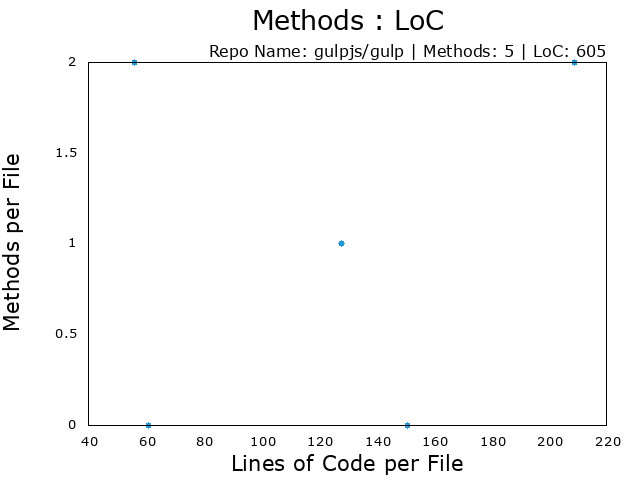 Methods : LoC
Repo Name: gulpjs/gulp | Methods: 5 | LoC: 605
2
1.5
1
0.5
0
Methods per File
40 60 80 100 120 140 160 180 200 220
Lines of Code per File